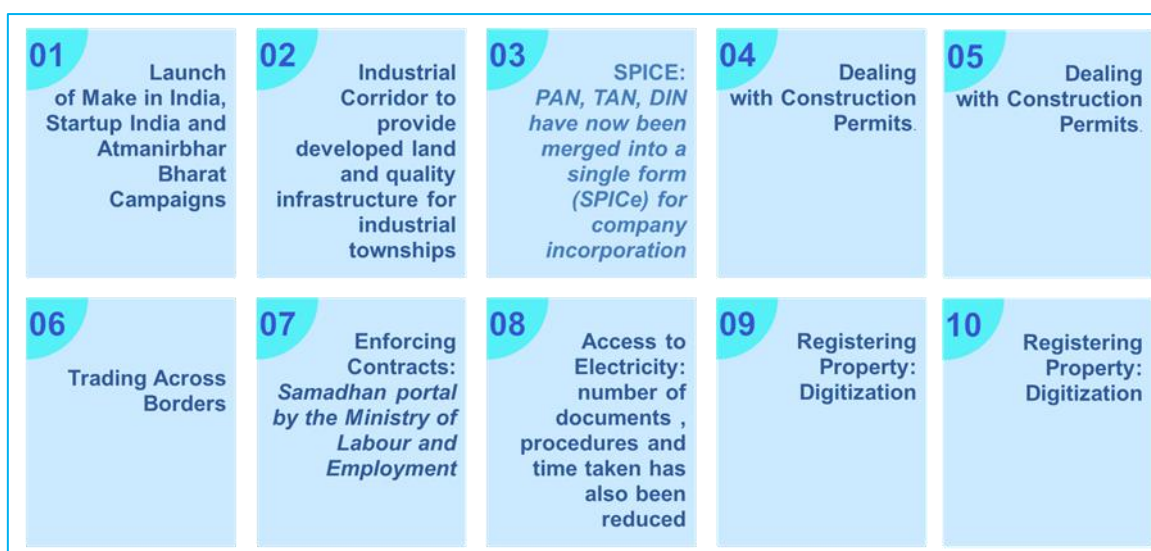 01
Launch
of Make in India,
Startup India and
Atmanirbhar
Bharat
Campaigns
02
Industrial
Corridor to
provide
developed land
and quality
infrastructure for
industrial
townships
03
SPICE:
PAN, TAN, DIN
have now been
merged into a
single form
(SPICe) for
company
incorporation
04
Dealing
with Construction
Permits.
05
Dealing
with Construction
Permits.
06
Trading Across
Borders
07
Enforcing
Contracts:
Samadhan portal
by the Ministry of
Labour and
Employment
08
Access to
Electricity:
number of
documents ,
procedures and
time taken has
also been
reduced
09
Registering
Property:
Digitization
10
Registering
Property:
Digitization